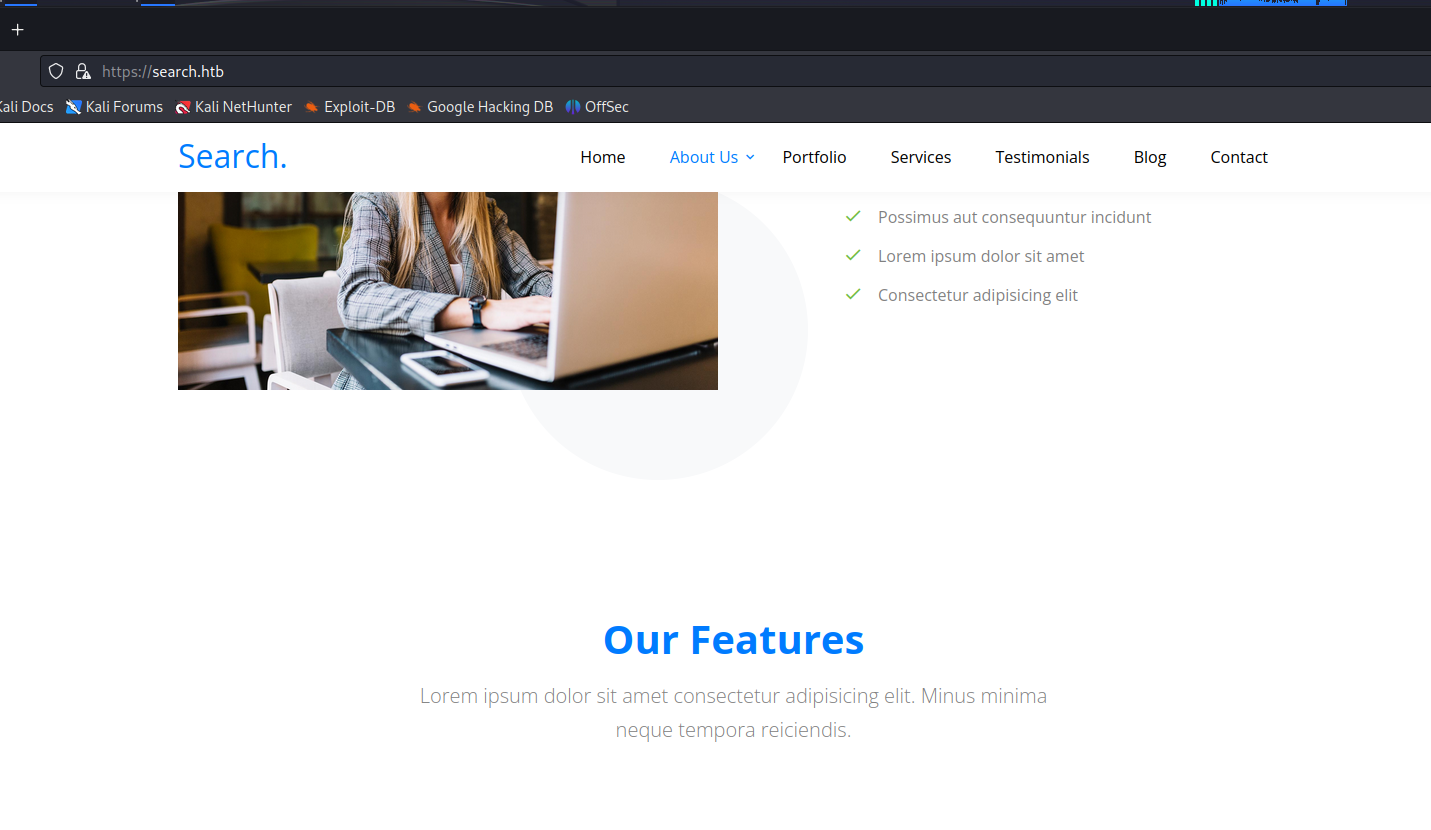 https://search.htb
Kali Docs Kali Forums Kali NetHunter Exploit-DB Google Hacking DB OffSec
Search. Home About Us Portfolio Services Testimonials Blog Contact
Possimus aut consequuntur incidunt
Lorem ipsum dolor sit amet
Consectetur adipisicing elit
Our Features
Lorem ipsum dolor sit amet consectetur adipisicing elit. Minus minima
neque tempora reiciendis.